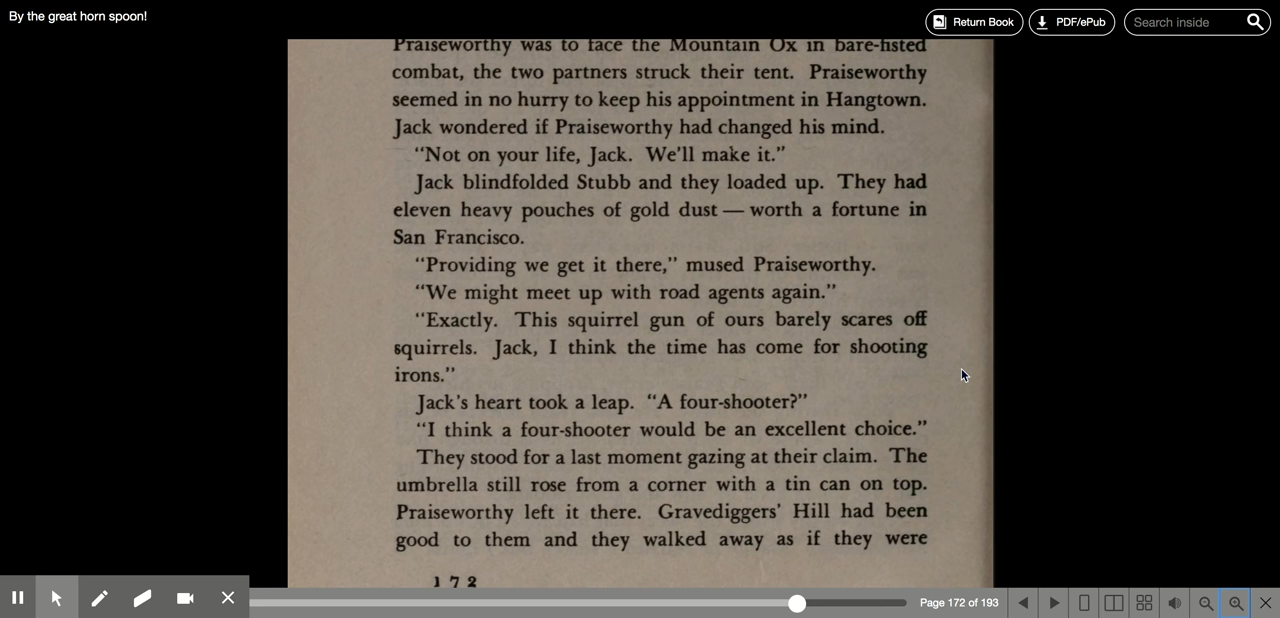 By the great horn spoon!
Return Book
PDF/ePub
Search inside
Praiseworthy was to face the Mountain Ox in bare-fisted
combat, the two partners struck their tent. Praiseworthy
seemed in no hurry to keep his appointment in Hangtown.
Jack wondered if Praiseworthy had changed his mind.
“Not on your life, Jack. We’ll make it.”
Jack blindfolded Stubb and they loaded up. They had
eleven heavy pouches of gold dust — worth a fortune in
San Francisco.
“Providing we get it there,” mused Praiseworthy.
“We might meet up with road agents again.”
“Exactly. This squirrel gun of ours barely scares off
squirrels. Jack, I think the time has come for shooting
irons.”
Jack’s heart took a leap. “A four-shooter?”
“I think a four-shooter would be an excellent choice.”
They stood for a last moment gazing at their claim. The
umbrella still rose from a corner with a tin can on top.
Praiseworthy left it there. Gravediggers’ Hill had been
good to them and they walked away as if they were
172
Page 172 of 193